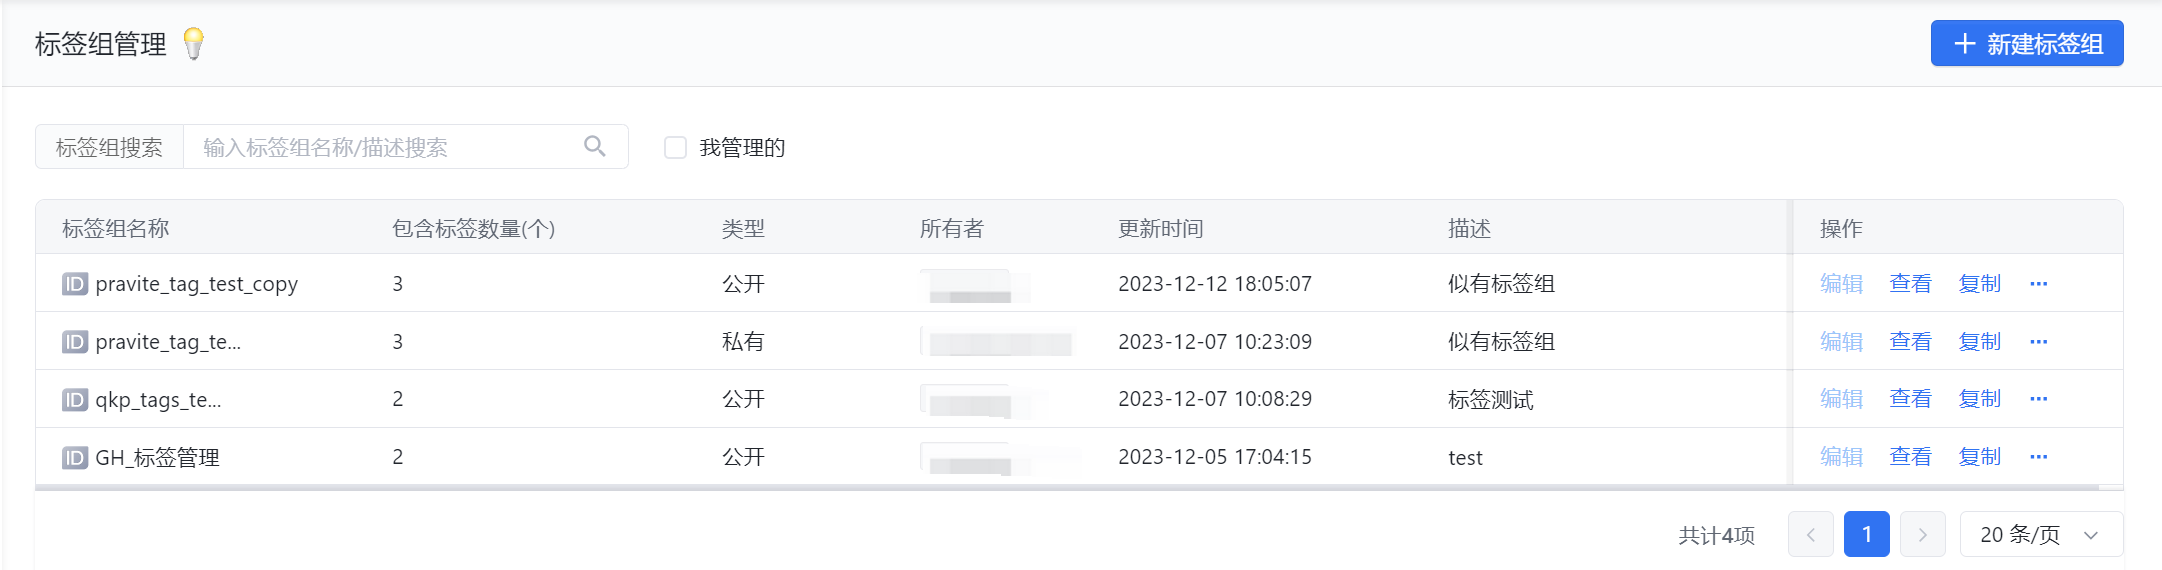 标签组管理
+ 新建标签组
标签组搜索 输入标签组名称/描述搜索 我管理的
标签组名称 包含标签数量(个) 类型 所有者 更新时间 描述 操作
ID pravite_tag_test_copy 3 公开 2023-12-12 18:05:07 似有标签组 编辑 查看 复制 ···
ID pravite_tag_te... 3 私有 2023-12-07 10:23:09 似有标签组 编辑 查看 复制 ···
ID qkp_tags_te... 2 公开 2023-12-07 10:08:29 标签测试 编辑 查看 复制 ···
ID GH_标签管理 2 公开 2023-12-05 17:04:15 test 编辑 查看 复制 ···
共计4项 < 1 > 20 条/页